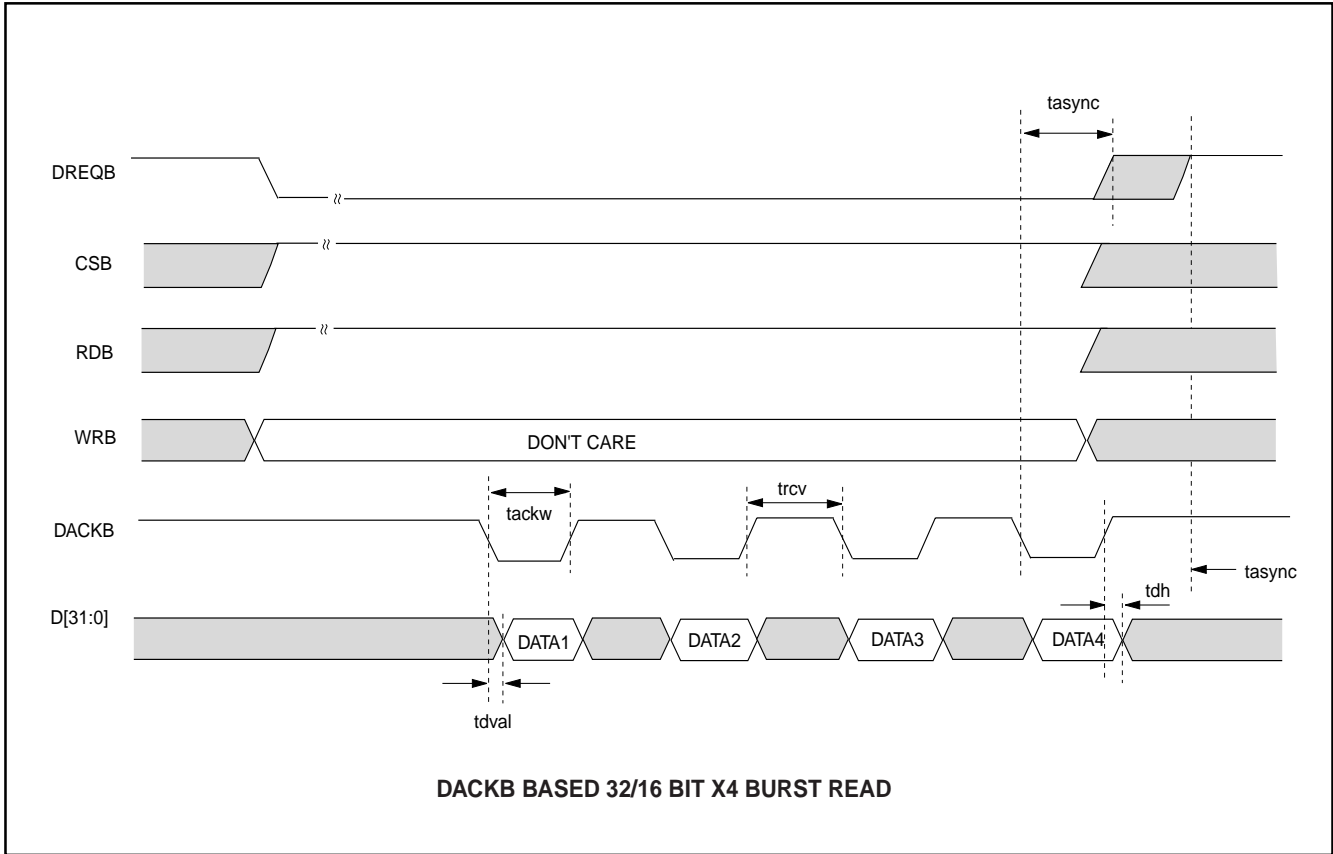 tasync
DREQB
CSB
RDB
WRB
DON'T CARE
trcv
tackw
DACKB
tasync
tdh
D[31:0]
DATA1
DATA2
DATA3
DATA4
tdval
DACKB BASED 32/16 BIT X4 BURST READ